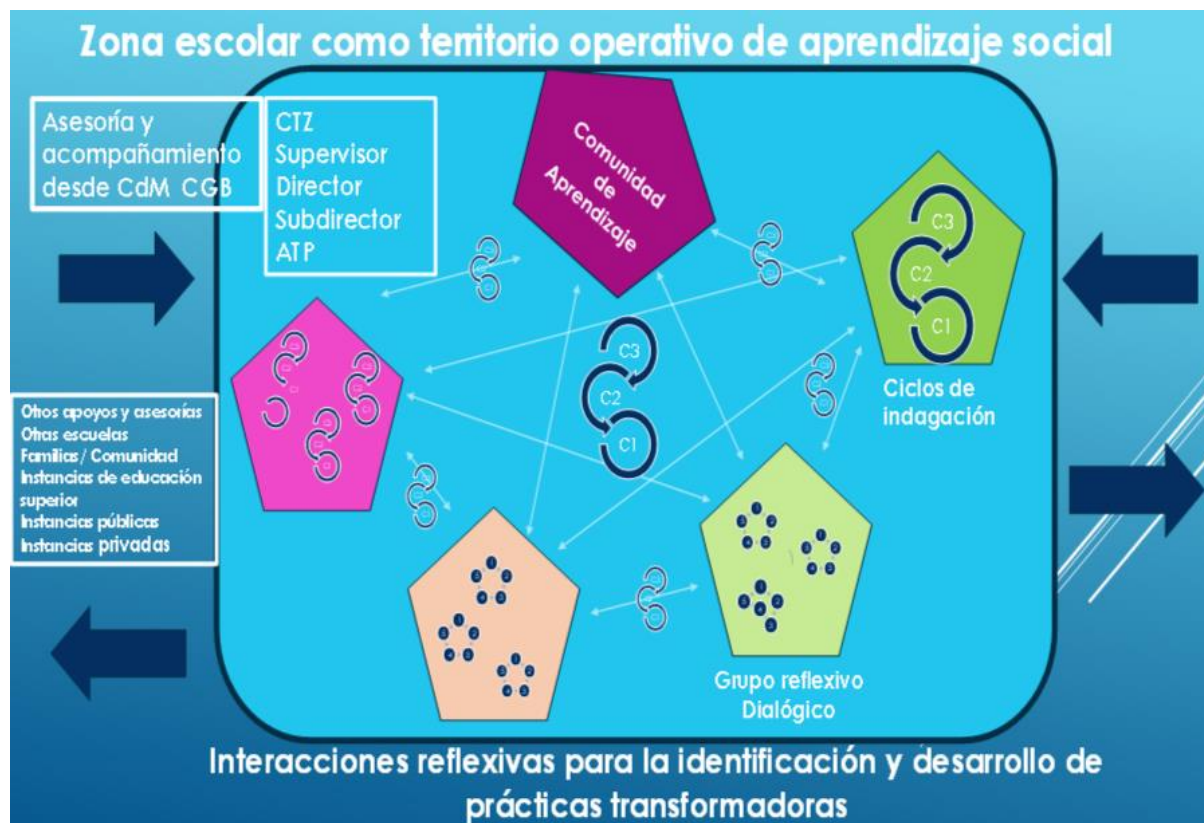 Zona escolar como territorio operativo de aprendizaje social
Asesoría y
acompañamiento
desde CdM CGB
CTZ
Supervisor
Director
Subdirector
ATP
Comunidad
de
Aprendizaje
C3
C2
C1
Ciclos de
indagación
C3
C2
C1
Otros apoyos y asesorías
Otras escuelas
Familias/ Comunidad
Instancias de educación
superior
Instancias públicas
Instancias privadas
Grupo reflexivo
Dialógico
Interacciones reflexivas para la identificación y desarrollo de
prácticas transformadoras